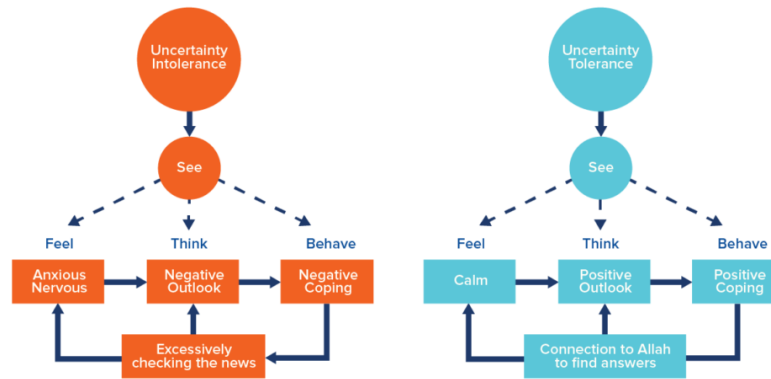 Uncertainty
Intolerance
See
Feel
Think
Behave
Anxious
Nervous
Negative
Outlook
Negative
Coping
Excessively
checking the news
Uncertainty
Tolerance
See
Feel
Think
Behave
Calm
Positive
Outlook
Positive
Coping
Connection to Allah
to find answers